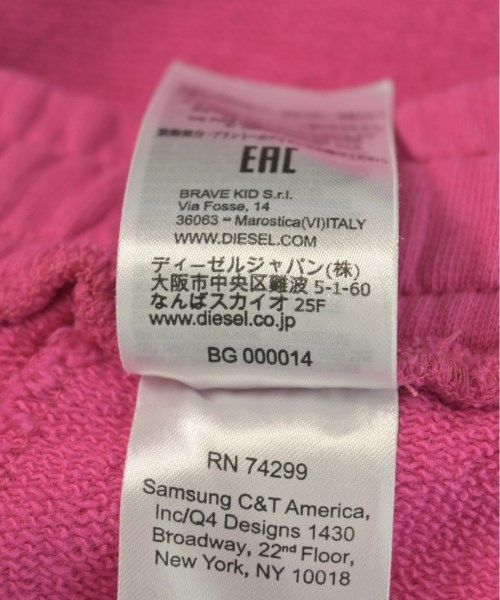 EAC
BRAVE KID S.r.l.
Via Fosse, 14
36063 – Marostica(VI)ITALY
WWW.DIESEL.COM
ディーゼルジャパン(株)
大阪市中央区難波 5-1-60
なんばスカイオ 25F
www.diesel.co.jp
BG 000014
RN 74299
Samsung C&T America,
Inc/Q4 Designs 1430
Broadway, 22nd Floor,
New York, NY 10018